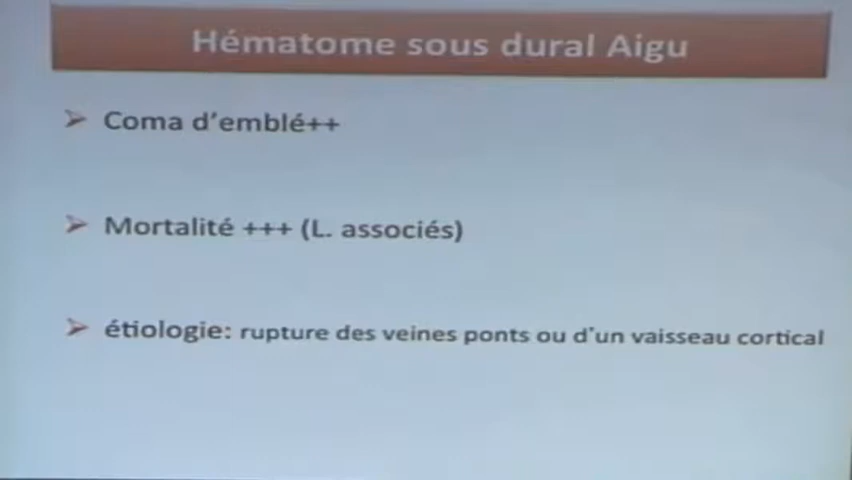 Hématome sous dural Aigu
Coma d'emblé++
Mortalité +++ (L. associés)
étiologie: rupture des veines ponts ou d'un vaisseau cortical